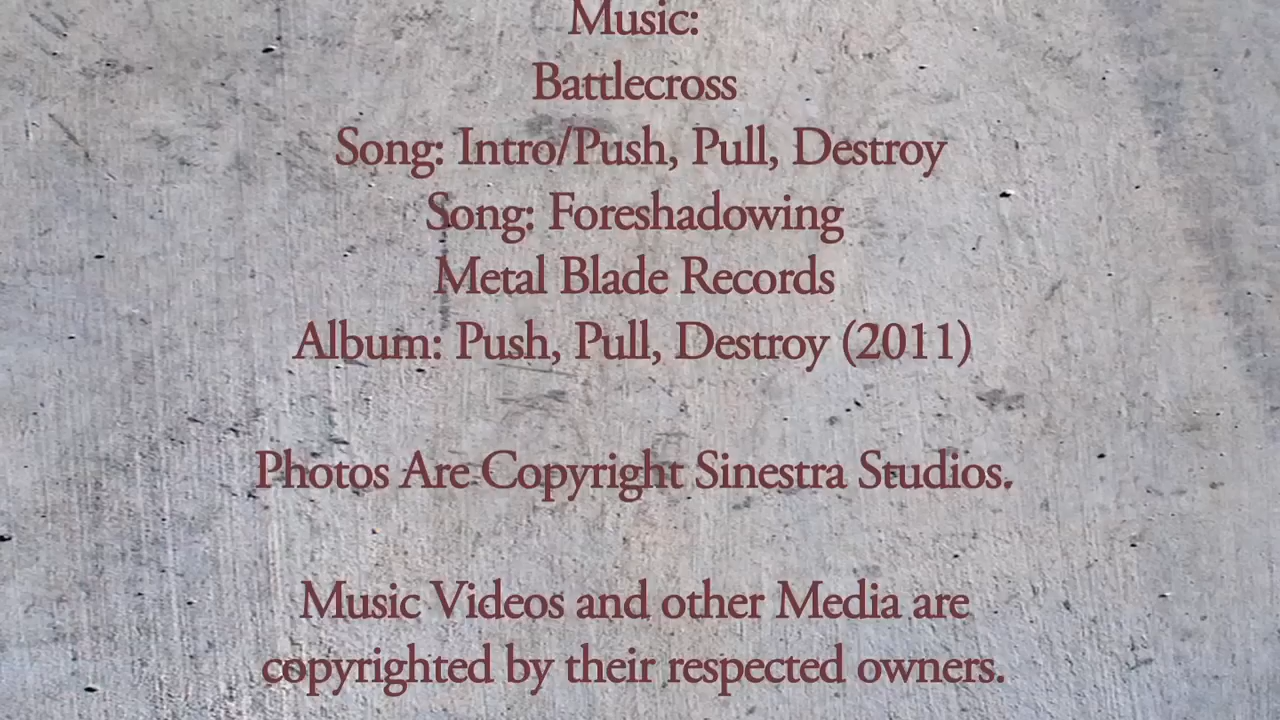 Music:
Battlecross
Song: Intro/Push, Pull, Destroy
Song: Foreshadowing
Metal Blade Records
Album: Push, Pull, Destroy (2011)
Photos Are Copyright Sinestra Studios.
Music Videos and other Media are
copyrighted by their respected owners.